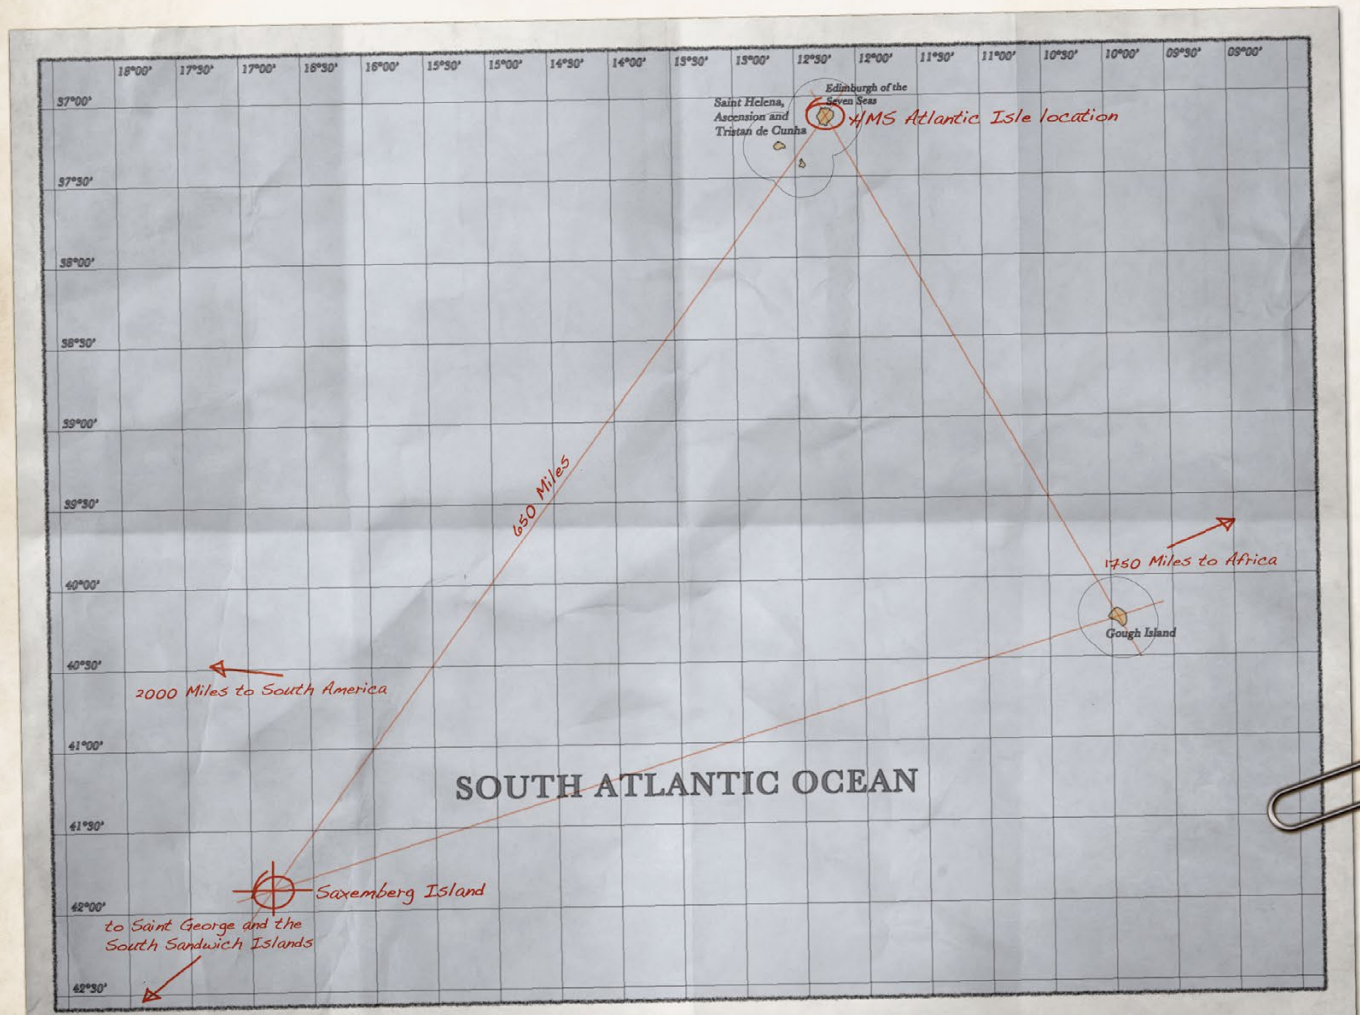 18°00' 17°30' 17°00' 16°30' 16°00' 15°30' 15°00' 14°30' 14°00' 13°30' 13°00' 12°30' 12°00' 11°30' 11°00' 10°30' 10°00' 09°30' 09°00'
37°00'
Edinburgh of the
Seven Seas
Saint Helena,
Ascension and
Tristan de Cunha
HMS Atlantic Isle location
37°30'
38°00'
38°30'
39°00'
650 Miles
39°30'
1750 Miles to Africa
40°00'
Gough Island
40°30'
2000 Miles to South America
41°00'
SOUTH ATLANTIC OCEAN
41°30'
Saxemberg Island
42°00'
to Saint George and the
South Sandwich Islands
42°30'